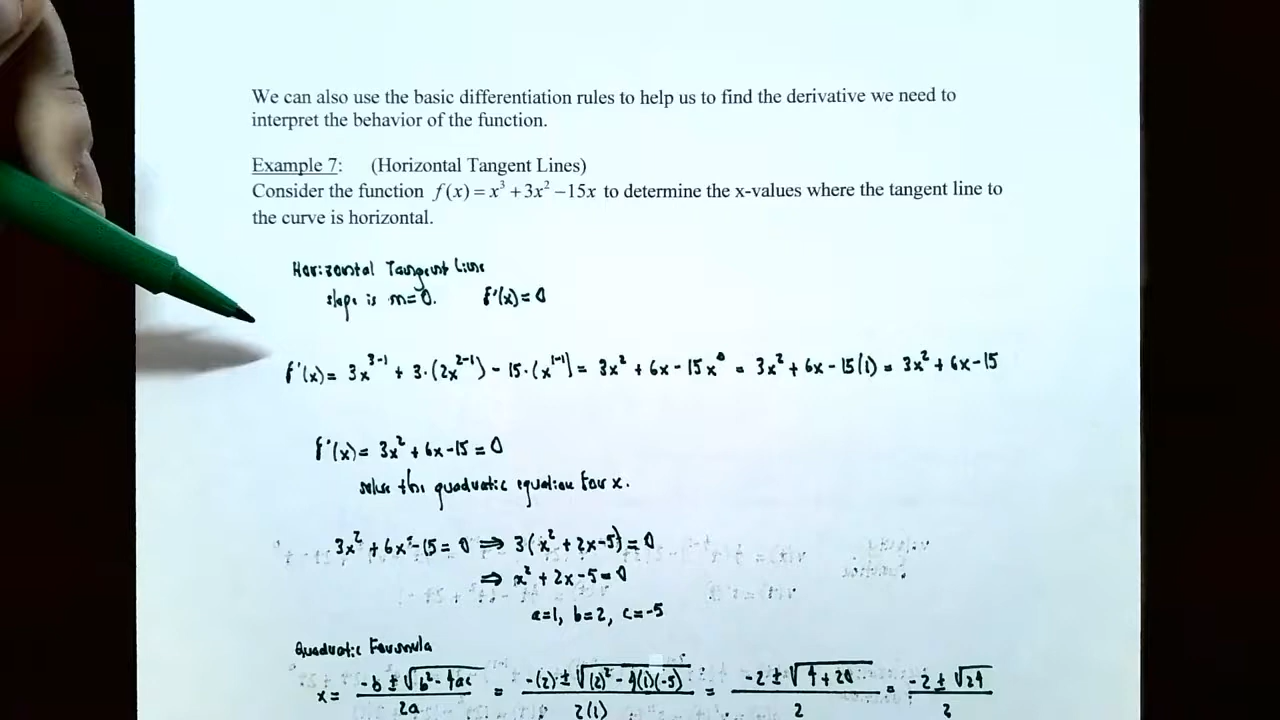 We can also use the basic differentiation rules to help us to find the derivative we need to
interpret the behavior of the function.
Example 7: (Horizontal Tangent Lines)
Consider the function f(x) = x³ + 3x² − 15x to determine the x-values where the tangent line to
the curve is horizontal.
Horizontal Tangent Line
slope is m=0. f'(x) = 0
f'(x) = 3x³⁻¹ + 3·(2x²⁻¹) − 15·(x¹⁻¹) = 3x² + 6x − 15x⁰ = 3x² + 6x − 15(1) = 3x² + 6x − 15
f'(x) = 3x² + 6x − 15 = 0
solve this quadratic equation for x.
3x² + 6x − 15 = 0 ⇒ 3(x² + 2x − 5) = 0
⇒ x² + 2x − 5 = 0
a=1, b=2, c=−5
Quadratic Formula
x = (-b ± √(b² − 4ac))/2a = (-(2) ± √((2)² − 4(1)(-5)))/2(1) = (-2 ± √(4 + 20))/2 = (-2 ± √24)/2